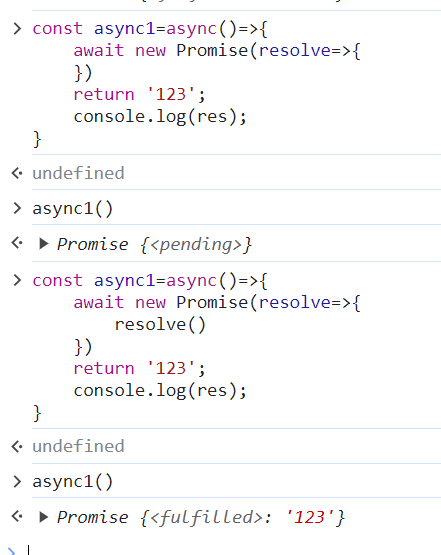 const async1=async()=>{
    await new Promise(resolve=>{
    })
    return '123';
    console.log(res);
}
undefined
async1()
Promise {<pending>}
const async1=async()=>{
    await new Promise(resolve=>{
        resolve()
    })
    return '123';
    console.log(res);
}
undefined
async1()
Promise {<fulfilled>: '123'}